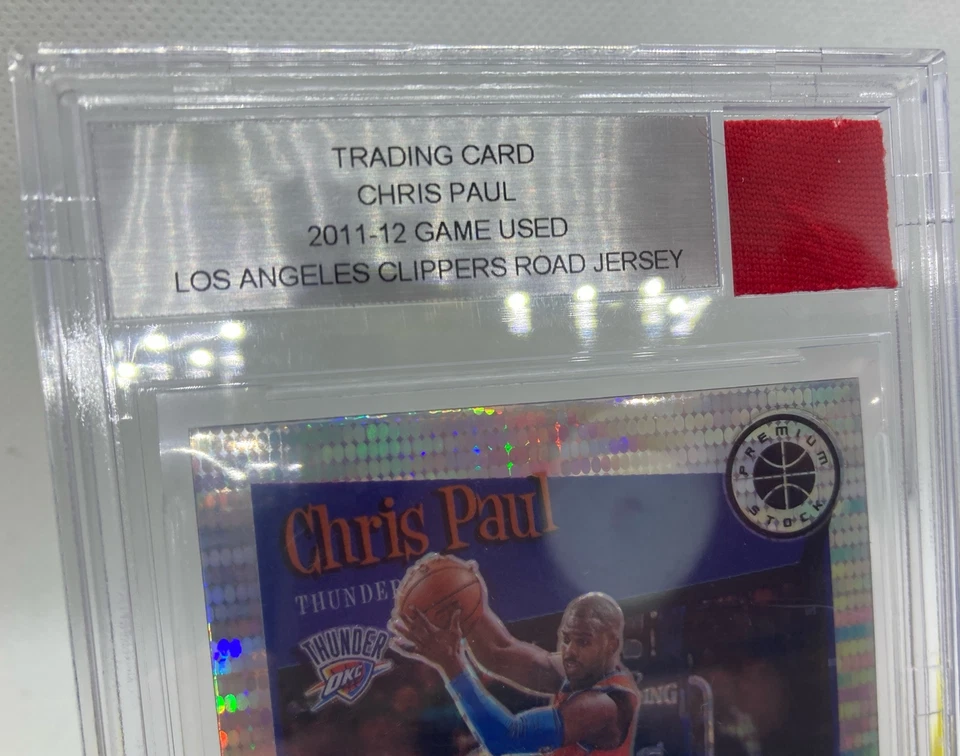 TRADING CARD
CHRIS PAUL
2011-12 GAME USED
LOS ANGELES CLIPPERS ROAD JERSEY
PREMIUM
STOCK
Chris Paul
THUNDER
THUNDER
OKC